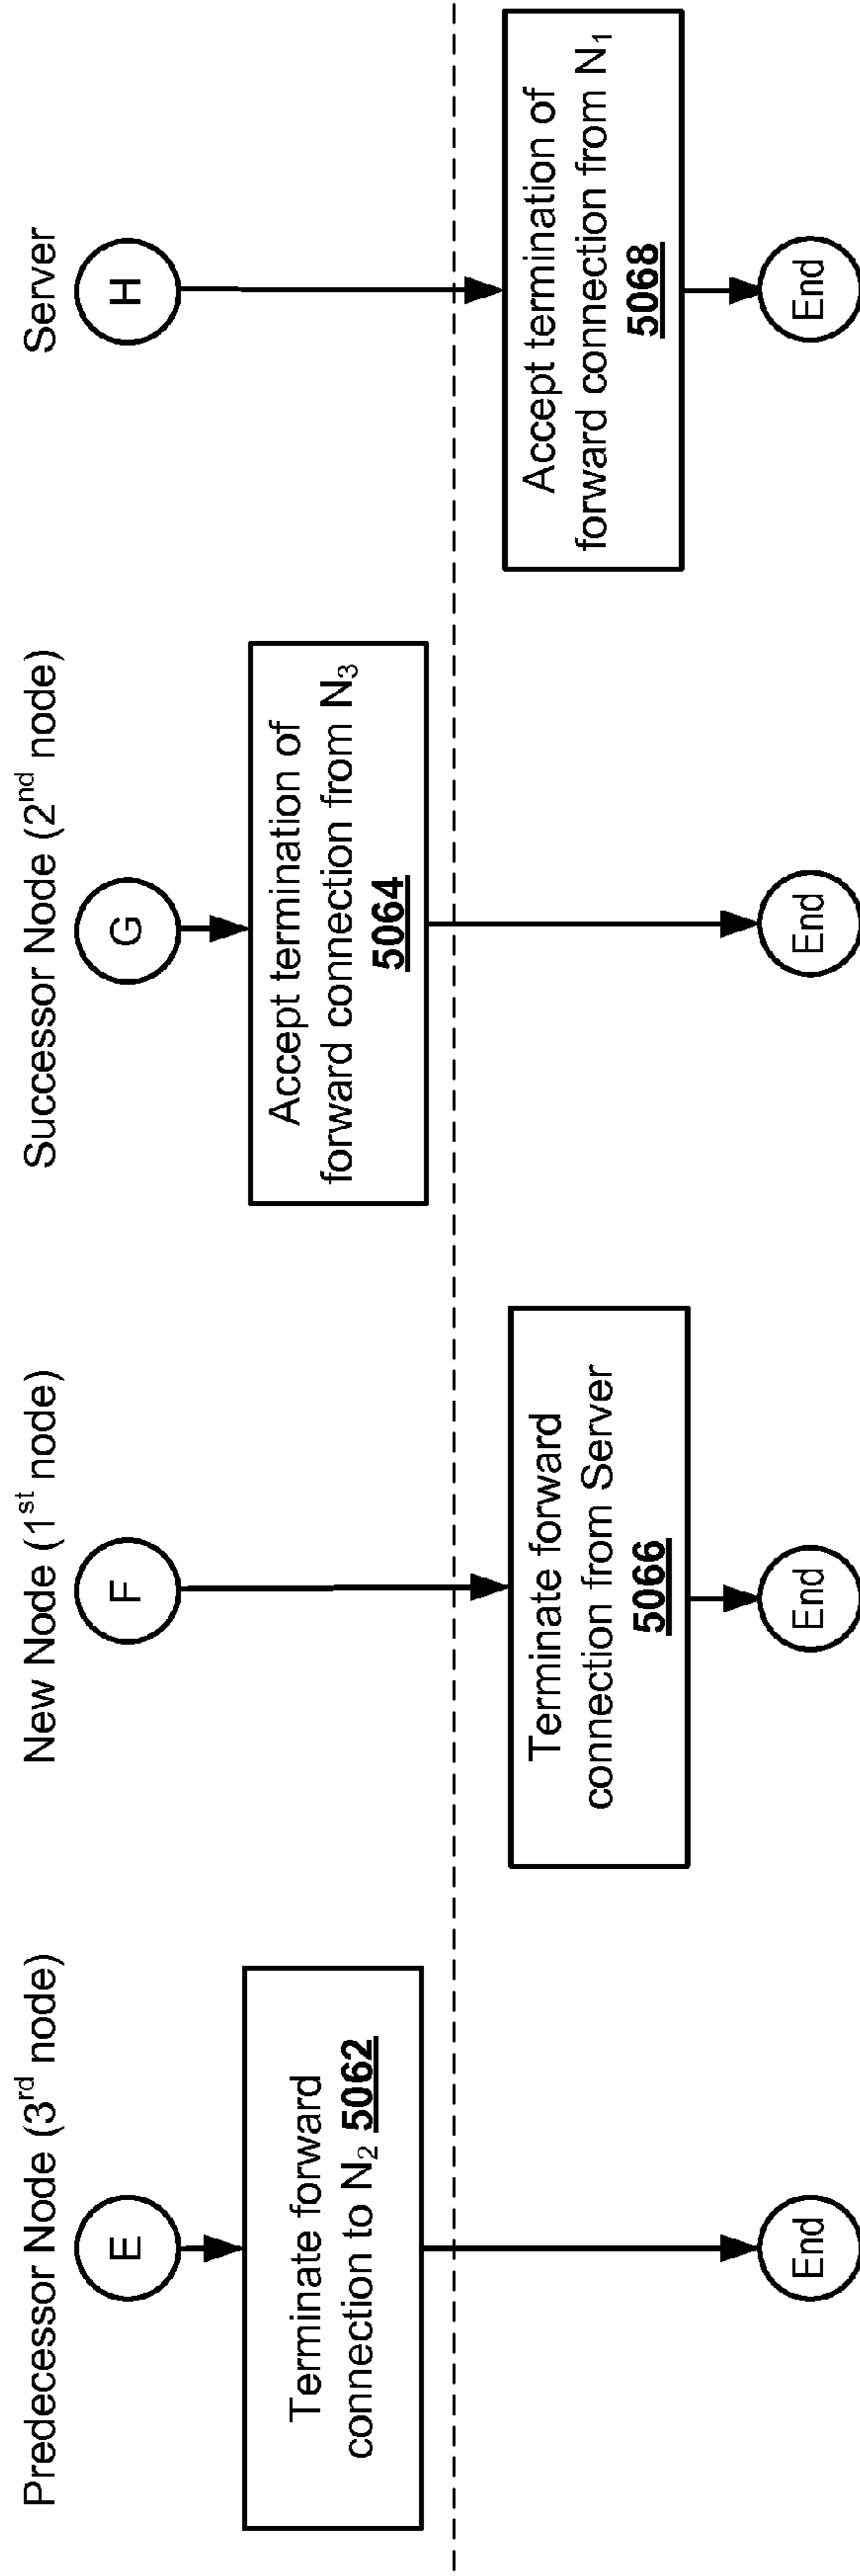 Predecessor Node (3rd node)
New Node (1st node)
Successor Node (2nd node)
Server
E
F
G
H
Terminate forward
connection to N2 5062
Accept termination of
forward connection from N3
5064
Terminate forward
connection from Server
5066
Accept termination of
forward connection from N1
5068
End
End
End
End